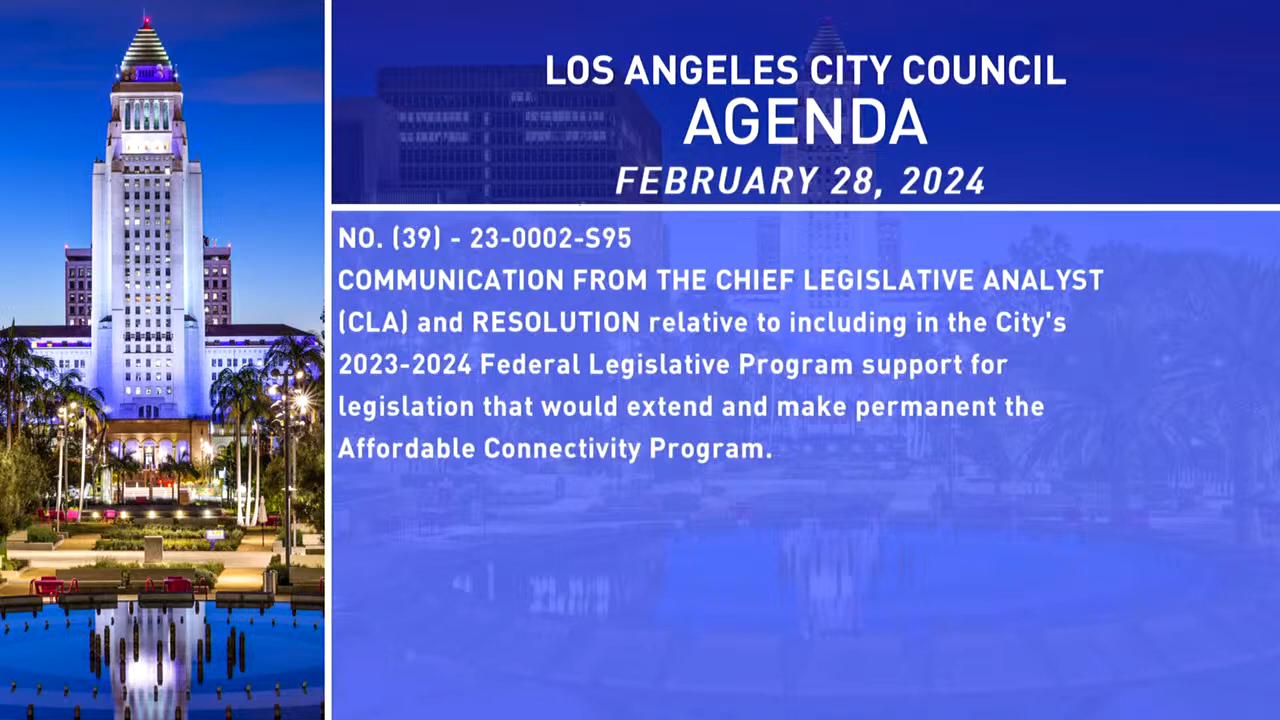 LOS ANGELES CITY COUNCIL
AGENDA
FEBRUARY 28, 2024
NO. (39) - 23-0002-S95
COMMUNICATION FROM THE CHIEF LEGISLATIVE ANALYST
(CLA) and RESOLUTION relative to including in the City's
2023-2024 Federal Legislative Program support for
legislation that would extend and make permanent the
Affordable Connectivity Program.